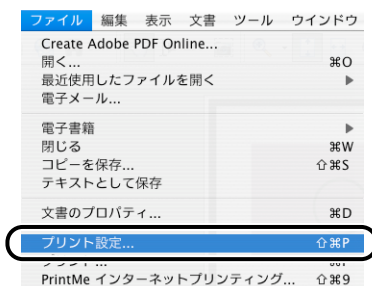 ファイル 編集 表示 文書 ツール ウインドウ
Create Adobe PDF Online...
開く... ⌘O
最近使用したファイルを開く ▶
電子メール...
電子書籍 ▶
閉じる ⌘W
コピーを保存... ⇧⌘S
テキストとして保存
文書のプロパティ... ⌘D
プリント設定... ⇧⌘P
PrintMe インターネットプリンティング... ⇧⌘9